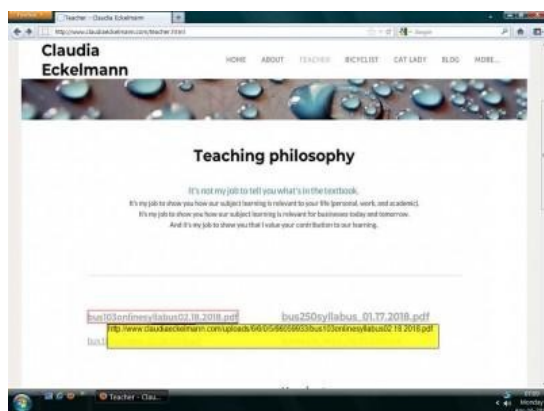 Teacher - Claudia Eckelmann
http://www.claudiaeckelmann.com/teacher.html
Claudia
Eckelmann
HOME ABOUT TEACHER BICYCLIST CAT LADY BLOG MORE...
Teaching philosophy
It's not my job to tell you what's in the textbook.
It's my job to show you how our subject learning is relevant to your life (personal, work, and academic).
It's my job to show you how our subject learning is relevant for businesses today and tomorrow.
And it's my job to show you that I value your contribution to our learning.
bus103onlinesyllabus02.18.2018.pdf bus250syllabus_01.17.2018.pdf
Teacher - Clau...
Monday